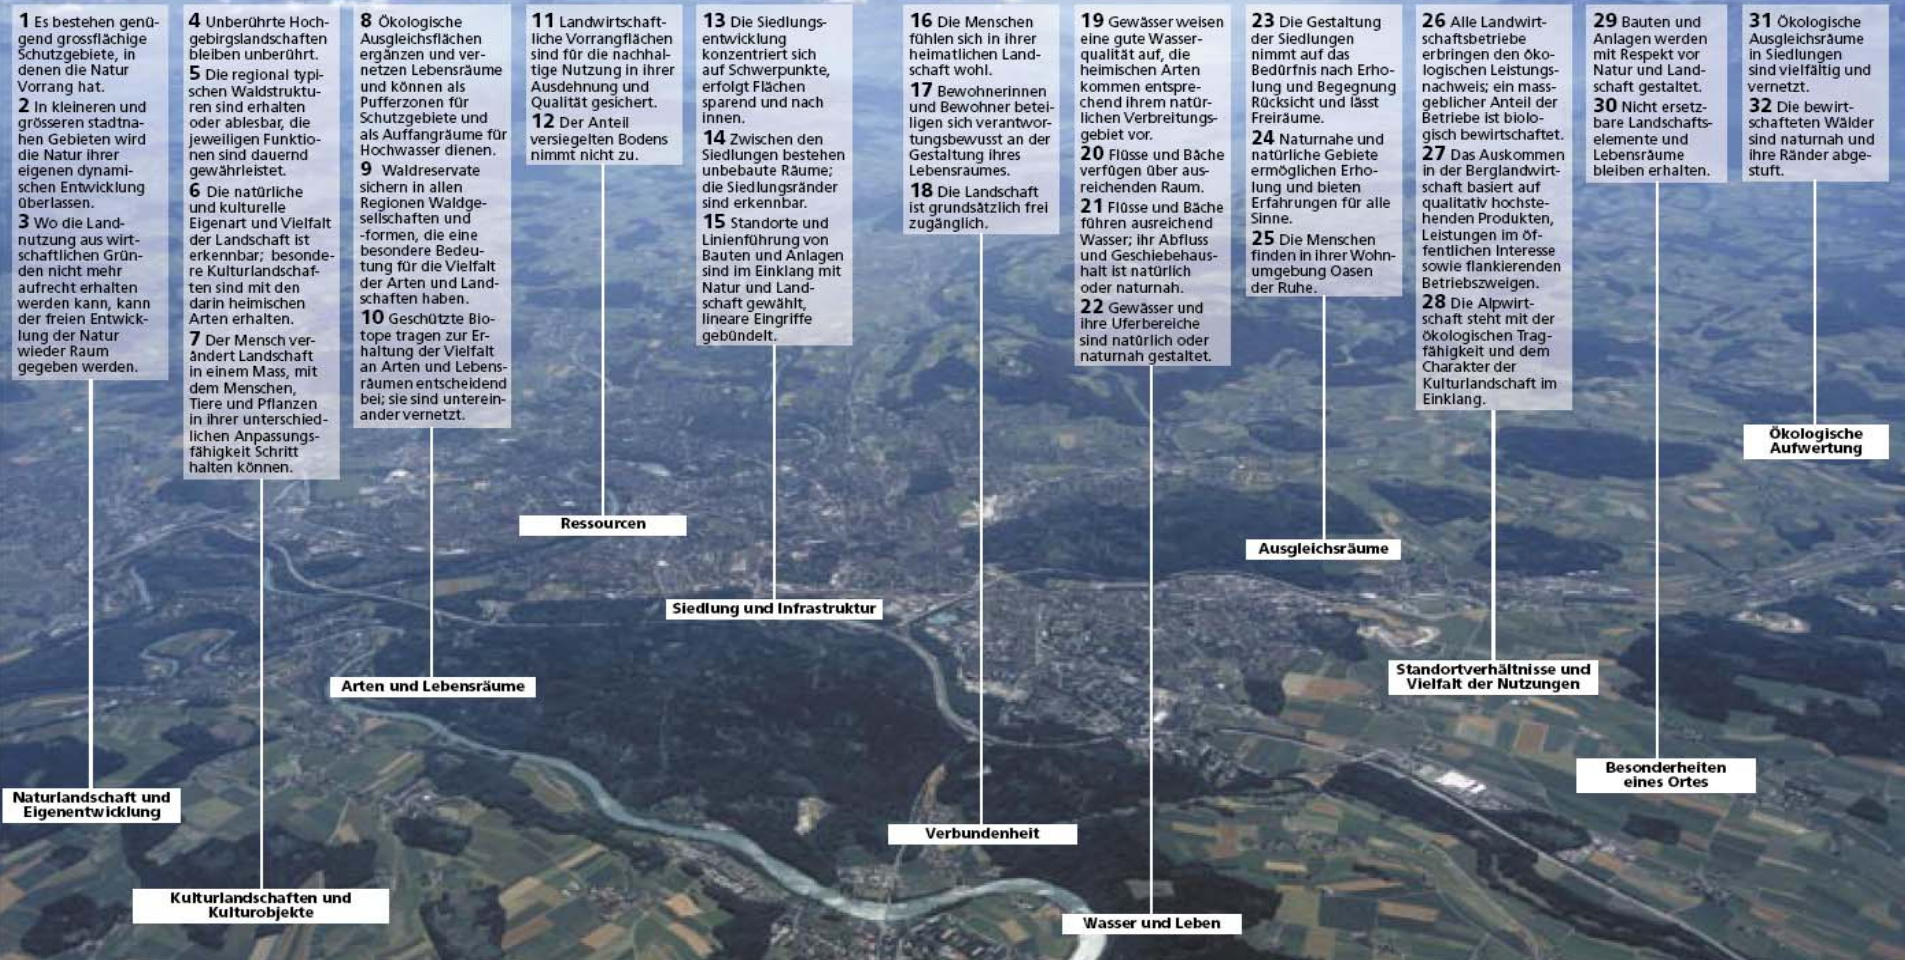 1 Es bestehen genü-
gend grossflächige
Schutzgebiete, in
denen die Natur
Vorrang hat.
2 In kleineren und
grösseren stadtna-
hen Gebieten wird
die Natur ihrer
eigenen dynami-
schen Entwicklung
überlassen.
3 Wo die Land-
nutzung aus wirt-
schaftlichen Grün-
den nicht mehr
aufrecht erhalten
werden kann, kann
der freien Entwick-
lung der Natur
wieder Raum
gegeben werden.
Naturlandschaft und
Eigenentwicklung
4 Unberührte Hoch-
gebirgslandschaften
bleiben unberührt.
5 Die regional typi-
schen Waldstruktu-
ren sind erhalten
oder ablesbar, die
jeweiligen Funktio-
nen sind dauernd
gewährleistet.
6 Die natürliche
und kulturelle
Eigenart und Vielfalt
der Landschaft ist
erkennbar; besonde-
re Kulturlandschaf-
ten sind mit den
darin heimischen
Arten erhalten.
7 Der Mensch ver-
ändert Landschaft
in einem Mass, mit
dem Menschen,
Tiere und Pflanzen
in ihrer unterschied-
lichen Anpassungs-
fähigkeit Schritt
halten können.
Kulturlandschaften und
Kulturobjekte
8 Ökologische
Ausgleichsflächen
ergänzen und ver-
netzen Lebensräume
und können als
Pufferzonen für
Schutzgebiete und
als Auffangräume für
Hochwasser dienen.
9 Waldreservate
sichern in allen
Regionen Waldge-
sellschaften und
-formen, die eine
besondere Bedeu-
tung für die Vielfalt
der Arten und Land-
schaften haben.
10 Geschützte Bio-
tope tragen zur Er-
haltung der Vielfalt
an Arten und Lebens-
räumen entscheidend
bei; sie sind unterein-
ander vernetzt.
Arten und Lebensräume
11 Landwirtschaft-
liche Vorrangflächen
sind für die nachhal-
tige Nutzung in ihrer
Ausdehnung und
Qualität gesichert.
12 Der Anteil
versiegelten Bodens
nimmt nicht zu.
Ressourcen
13 Die Siedlungs-
entwicklung
konzentriert sich
auf Schwerpunkte,
erfolgt Flächen
sparend und nach
innen.
14 Zwischen den
Siedlungen bestehen
unbebaute Räume;
die Siedlungsränder
sind erkennbar.
15 Standorte und
Linienführung von
Bauten und Anlagen
sind im Einklang mit
Natur und Land-
schaft gewählt,
lineare Eingriffe
gebündelt.
Siedlung und Infrastruktur
16 Die Menschen
fühlen sich in ihrer
heimatlichen Land-
schaft wohl.
17 Bewohnerinnen
und Bewohner betei-
ligen sich verantwor-
tungsbewusst an der
Gestaltung ihres
Lebensraumes.
18 Die Landschaft
ist grundsätzlich frei
zugänglich.
Verbundenheit
19 Gewässer weisen
eine gute Wasser-
qualität auf, die
heimischen Arten
kommen entspre-
chend ihrem natür-
lichen Verbreitungs-
gebiet vor.
20 Flüsse und Bäche
verfügen über aus-
reichenden Raum.
21 Flüsse und Bäche
führen ausreichend
Wasser; ihr Abfluss
und Geschiebehaus-
halt ist natürlich
oder naturnah.
22 Gewässer und
ihre Uferbereiche
sind natürlich oder
naturnah gestaltet.
Wasser und Leben
23 Die Gestaltung
der Siedlungen
nimmt auf das
Bedürfnis nach Erho-
lung und Begegnung
Rücksicht und lässt
Freiräume.
24 Naturnahe und
natürliche Gebiete
ermöglichen Erho-
lung und bieten
Erfahrungen für alle
Sinne.
25 Die Menschen
finden in ihrer Wohn-
umgebung Oasen
der Ruhe.
Ausgleichsräume
26 Alle Landwirt-
schaftsbetriebe
erbringen den öko-
logischen Leistungs-
nachweis; ein mass-
geblicher Anteil der
Betriebe ist biolo-
gisch bewirtschaftet.
27 Das Auskommen
in der Berglandwirt-
schaft basiert auf
qualitativ hochste-
henden Produkten,
Leistungen im öf-
fentlichen Interesse
sowie flankierenden
Betriebszweigen.
28 Die Alpwirt-
schaft steht mit der
ökologischen Trag-
fähigkeit und dem
Charakter der
Kulturlandschaft im
Einklang.
Standortverhältnisse und
Vielfalt der Nutzungen
29 Bauten und
Anlagen werden
mit Respekt vor
Natur und Land-
schaft gestaltet.
30 Nicht ersetz-
bare Landschafts-
elemente und
Lebensräume
bleiben erhalten.
Besonderheiten
eines Ortes
31 Ökologische
Ausgleichsräume
in Siedlungen
sind vielfältig und
vernetzt.
32 Die bewirt-
schafteten Wälder
sind naturnah und
ihre Ränder abge-
stuft.
Ökologische
Aufwertung